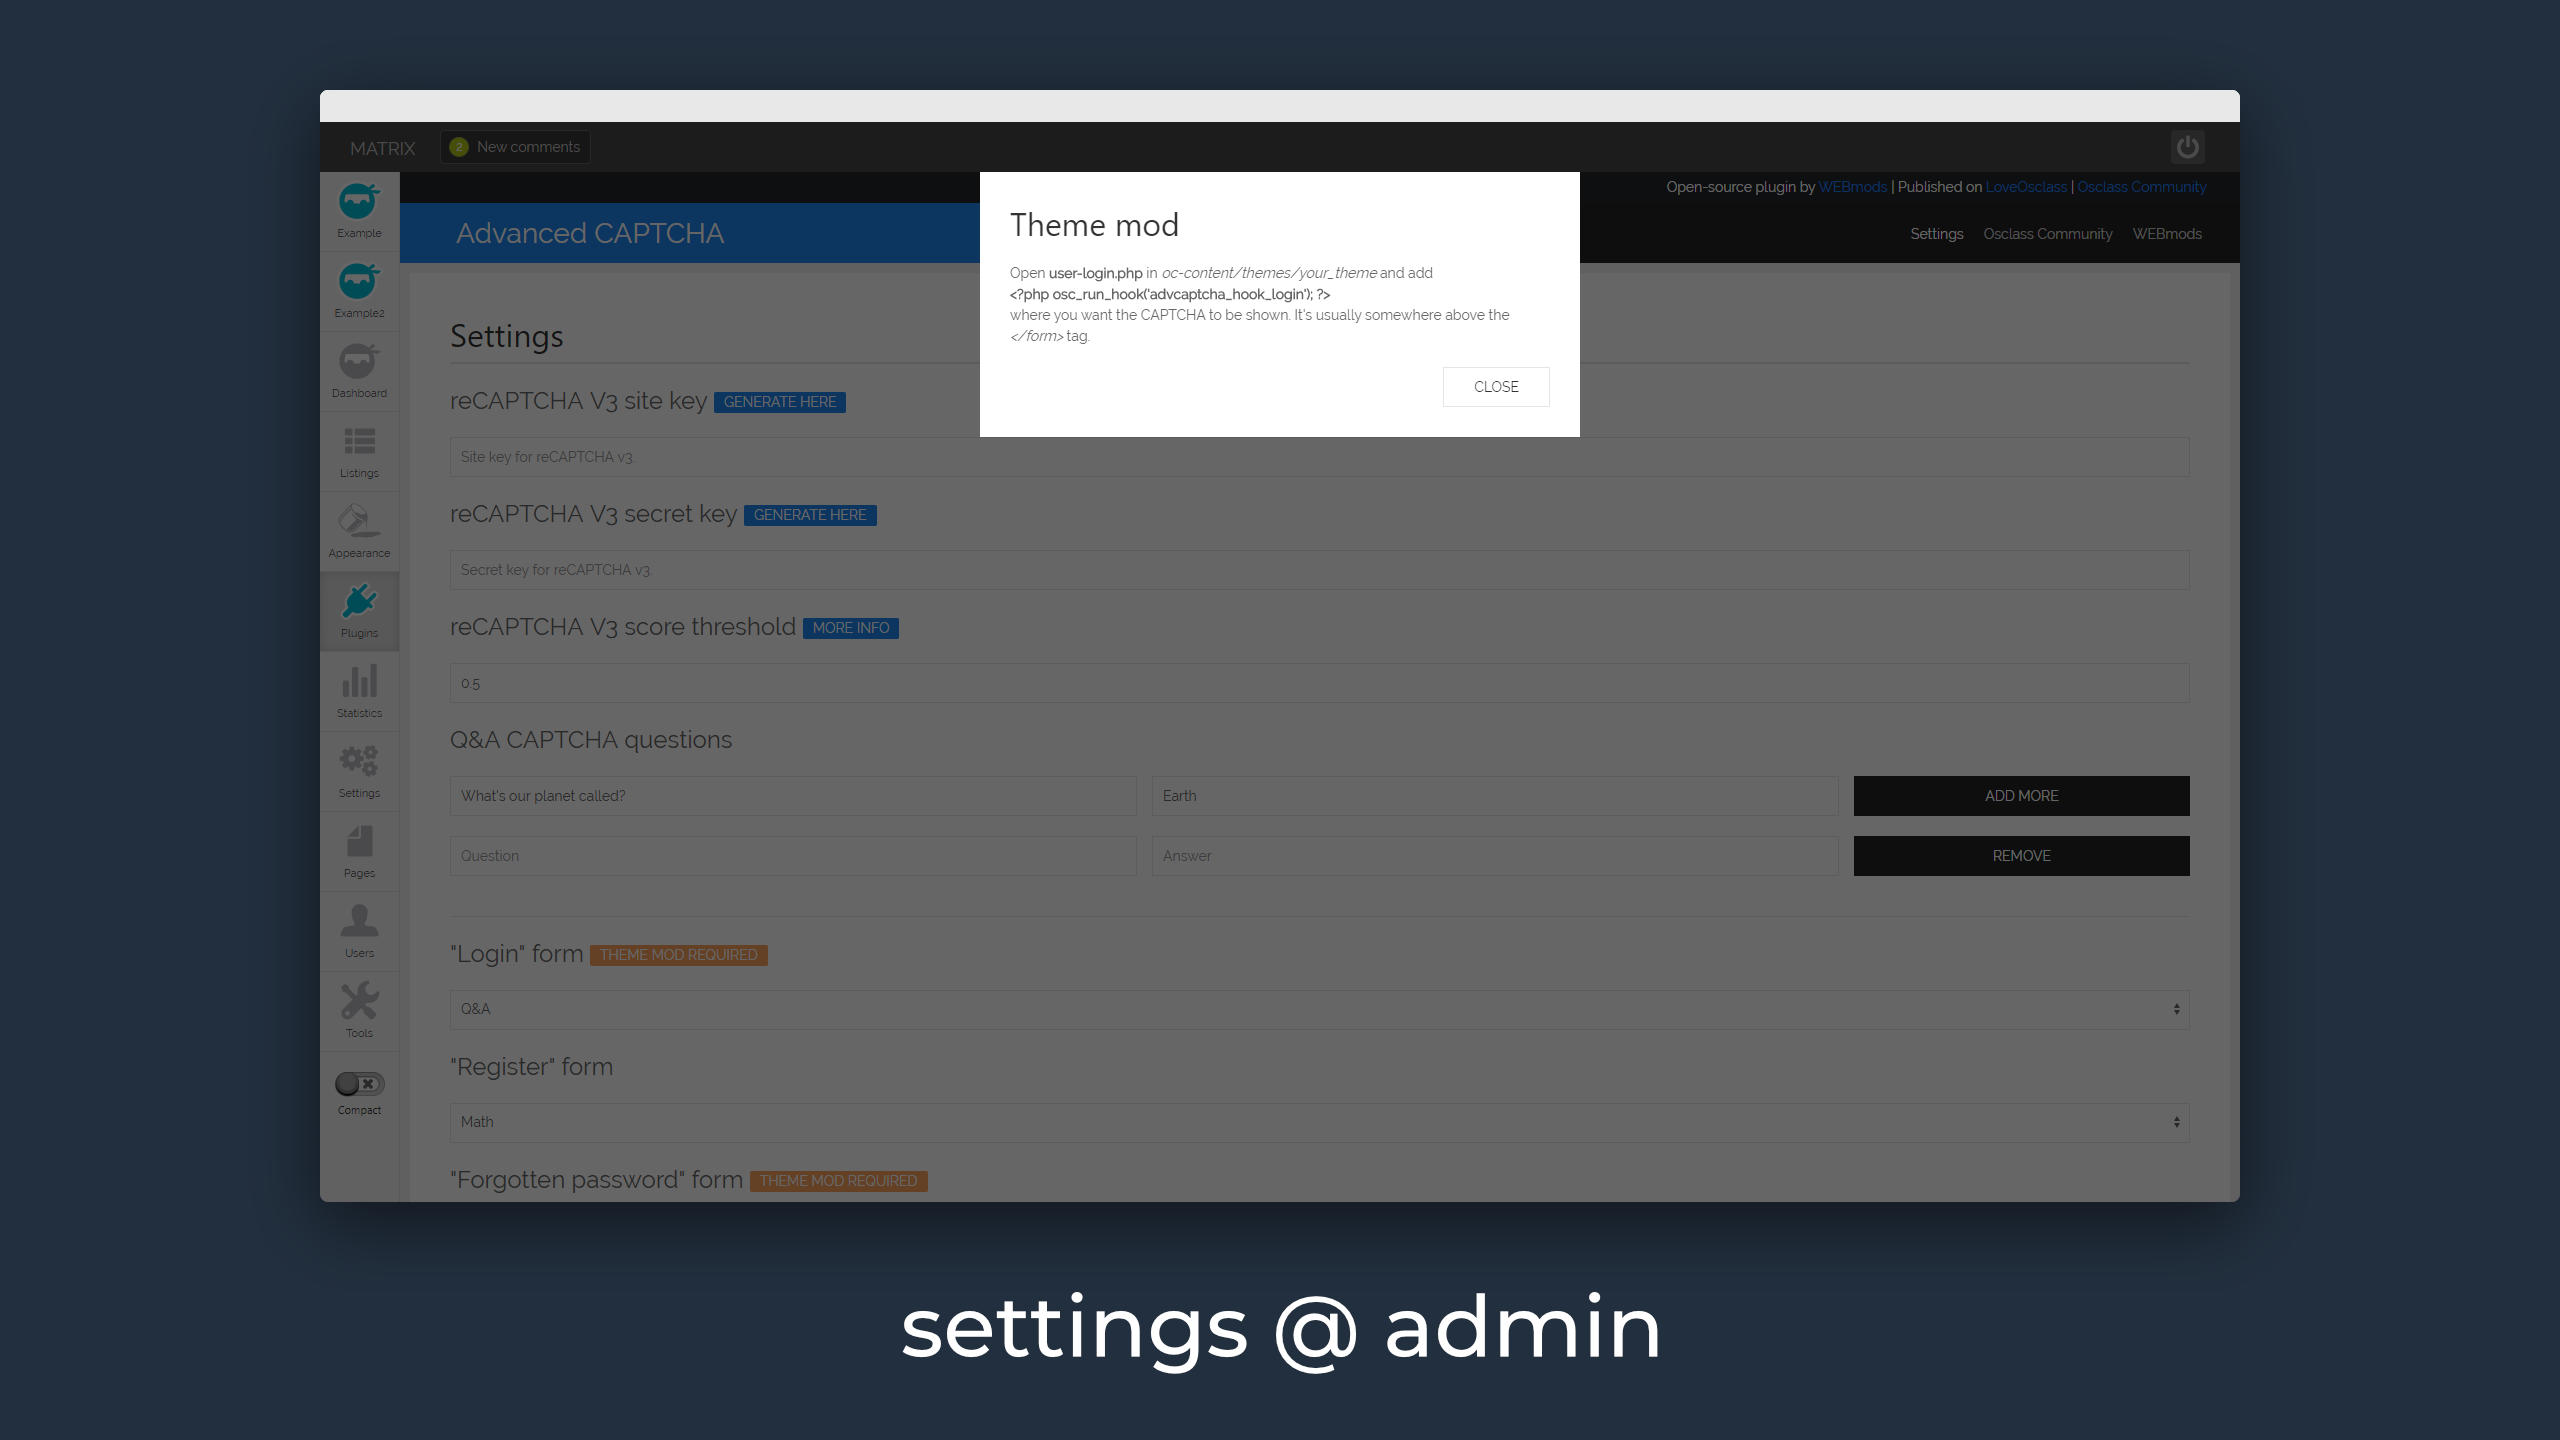 MATRIX
2 New comments
Open-source plugin by WEBmods | Published on LoveOsclass | Osclass Community
Advanced CAPTCHA
Settings Osclass Community WEBmods
Example
Example2
Dashboard
Listings
Appearance
Plugins
Statistics
Settings
Pages
Users
Tools
Compact
Theme mod
Open user-login.php in oc-content/themes/your_theme and add
<?php osc_run_hook('advcaptcha_hook_login'); ?>
where you want the CAPTCHA to be shown. It's usually somewhere above the
</form> tag.
CLOSE
Settings
reCAPTCHA V3 site key GENERATE HERE
Site key for reCAPTCHA v3.
reCAPTCHA V3 secret key GENERATE HERE
Secret key for reCAPTCHA v3.
reCAPTCHA V3 score threshold MORE INFO
0.5
Q&A CAPTCHA questions
What's our planet called? Earth ADD MORE
Question Answer REMOVE
"Login" form THEME MOD REQUIRED
Q&A
"Register" form
Math
"Forgotten password" form THEME MOD REQUIRED
settings @ admin